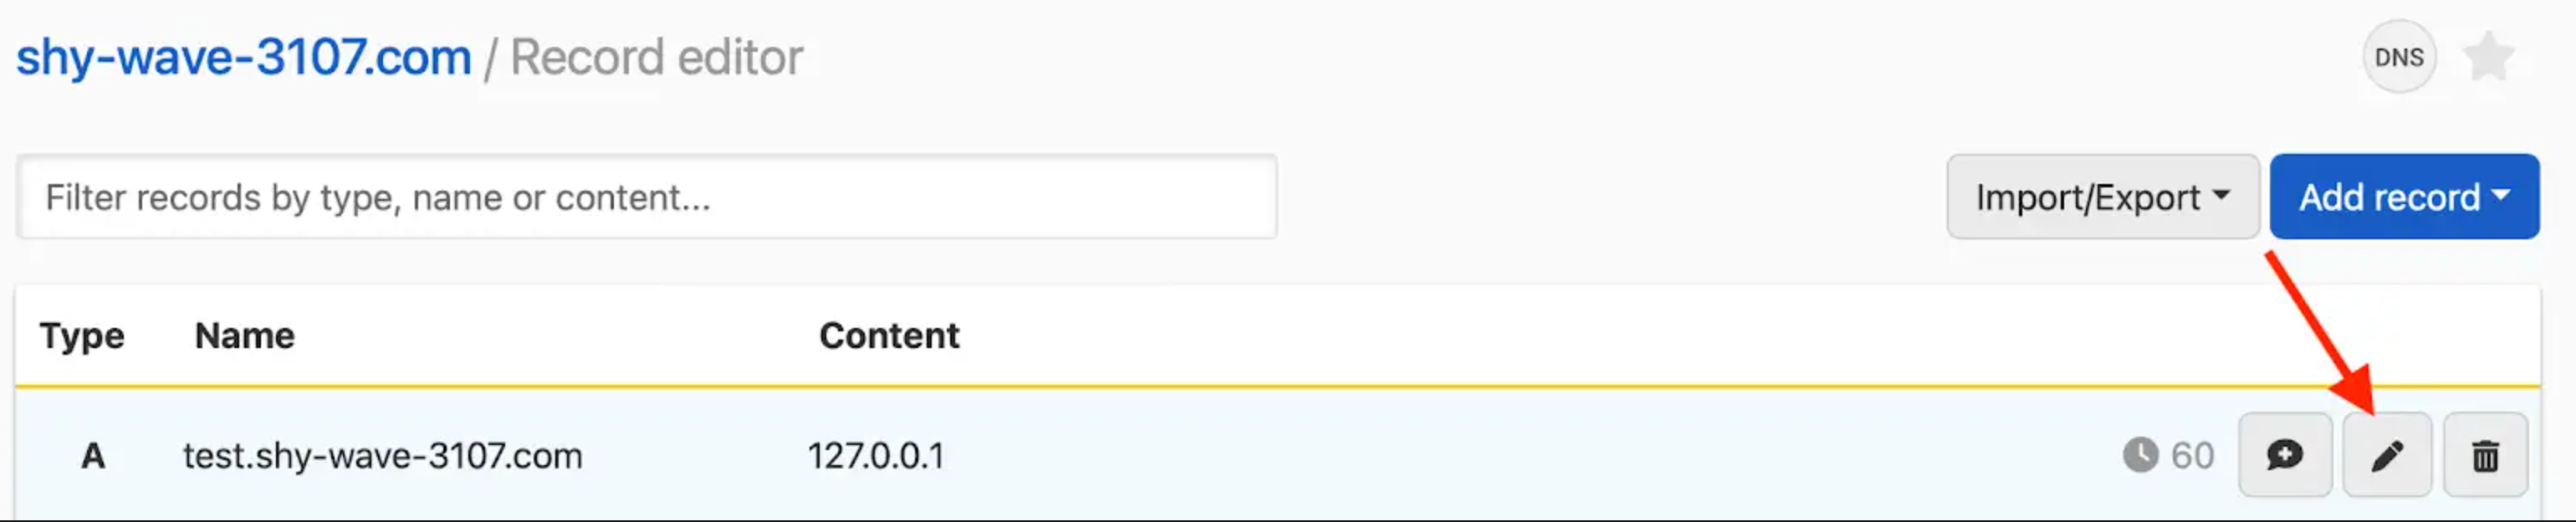 shy-wave-3107.com / Record editor DNS
Filter records by type, name or content... Import/Export Add record
Type Name Content
A test.shy-wave-3107.com 127.0.0.1 60